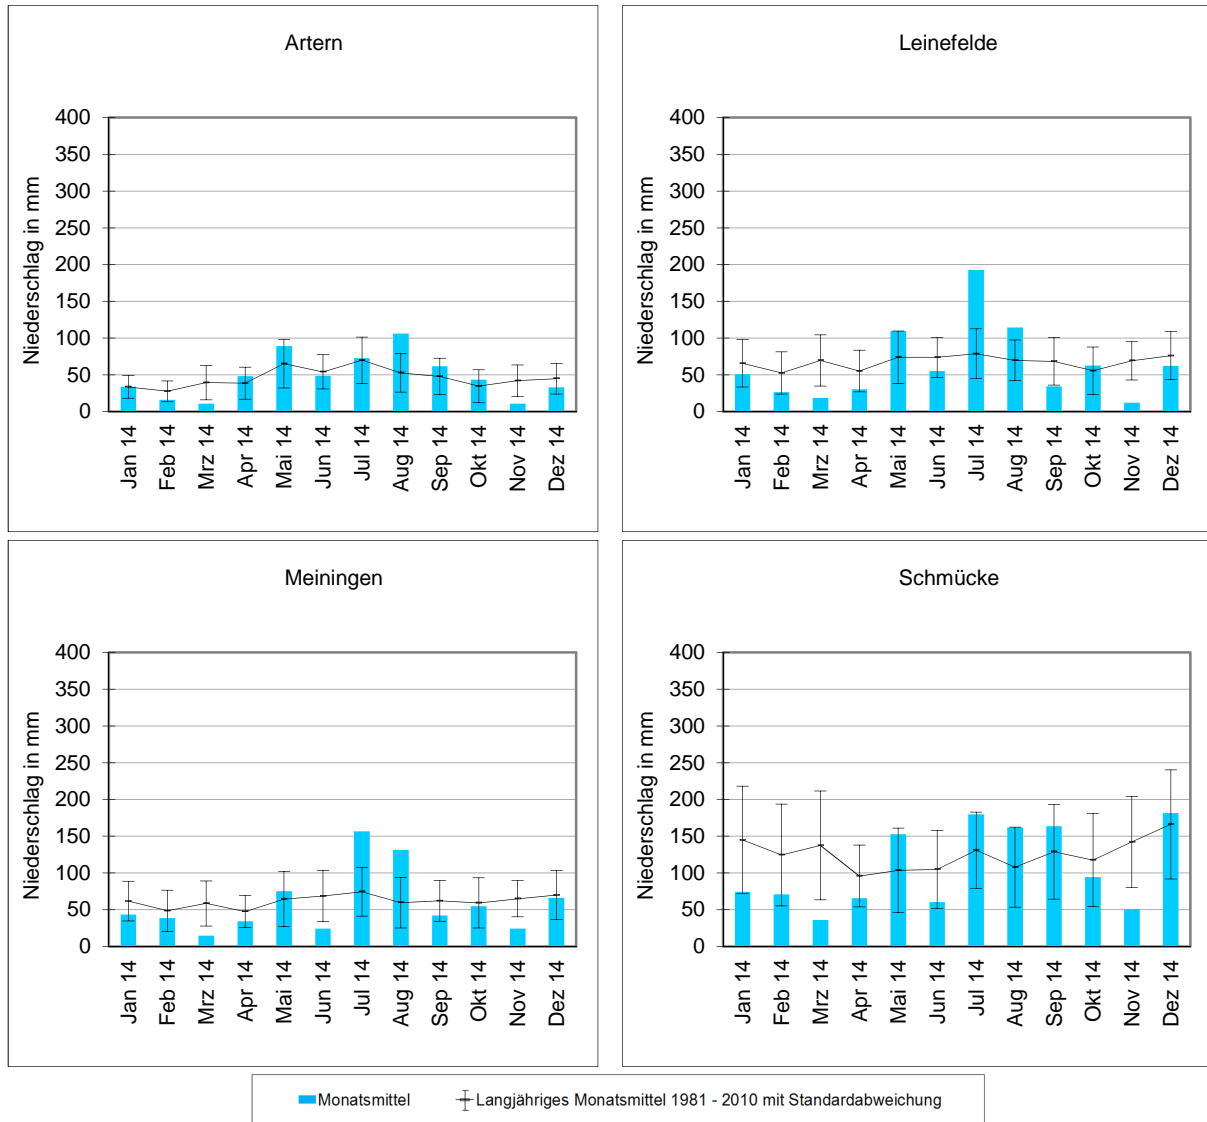 Artern
Niederschlag in mm
400
350
300
250
200
150
100
50
0
Jan 14
Feb 14
Mrz 14
Apr 14
Mai 14
Jun 14
Jul 14
Aug 14
Sep 14
Okt 14
Nov 14
Dez 14
Leinefelde
Niederschlag in mm
400
350
300
250
200
150
100
50
0
Jan 14
Feb 14
Mrz 14
Apr 14
Mai 14
Jun 14
Jul 14
Aug 14
Sep 14
Okt 14
Nov 14
Dez 14
Meiningen
Niederschlag in mm
400
350
300
250
200
150
100
50
0
Jan 14
Feb 14
Mrz 14
Apr 14
Mai 14
Jun 14
Jul 14
Aug 14
Sep 14
Okt 14
Nov 14
Dez 14
Schmücke
Niederschlag in mm
400
350
300
250
200
150
100
50
0
Jan 14
Feb 14
Mrz 14
Apr 14
Mai 14
Jun 14
Jul 14
Aug 14
Sep 14
Okt 14
Nov 14
Dez 14
Monatsmittel
Langjähriges Monatsmittel 1981 - 2010 mit Standardabweichung